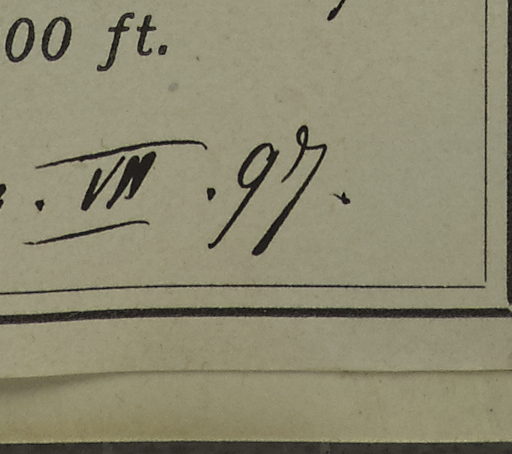 00 ft.
. VII . 97.